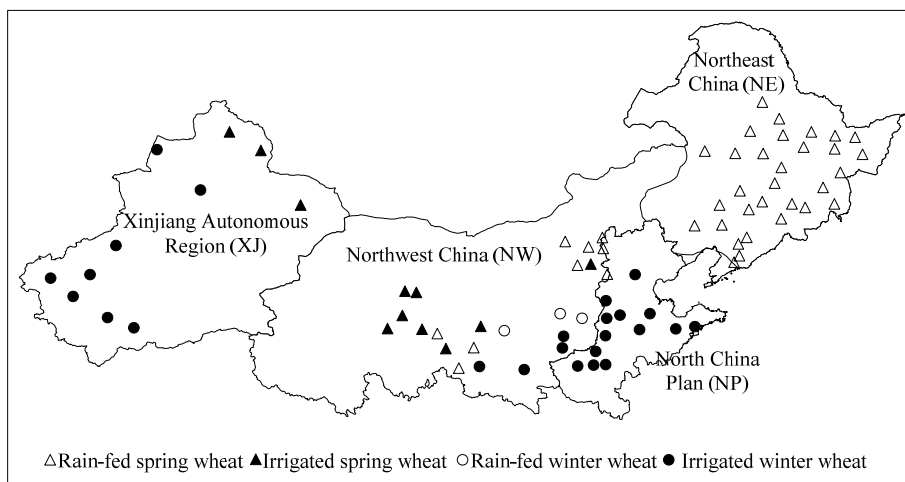 Northeast
China (NE)
Xinjiang Autonomous
Region (XJ)
Northwest China (NW)
North China
Plan (NP)
Rain-fed spring wheat Irrigated spring wheat Rain-fed winter wheat Irrigated winter wheat